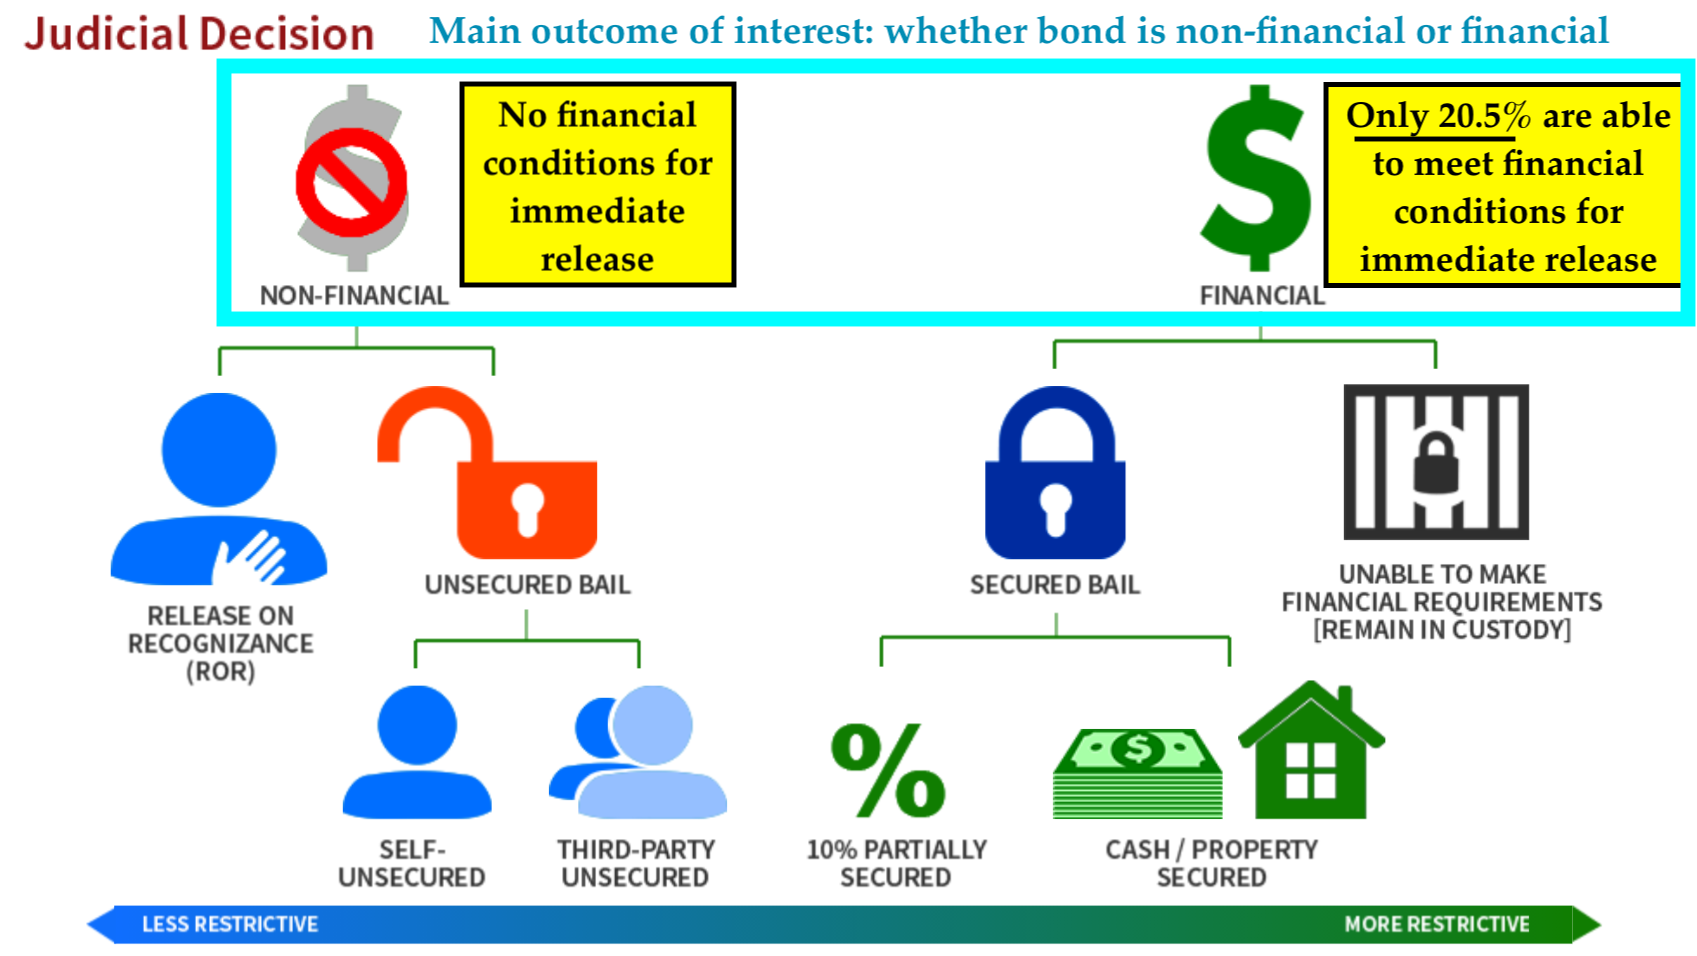 Judicial Decision
Main outcome of interest: whether bond is non-financial or financial
No financial
conditions for
immediate
release
$
Only 20.5% are able
to meet financial
conditions for
immediate release
NON-FINANCIAL
FINANCIAL
RELEASE ON
RECOGNIZANCE
(ROR)
UNSECURED BAIL
SECURED BAIL
UNABLE TO MAKE
FINANCIAL REQUIREMENTS
[REMAIN IN CUSTODY]
%
$
SELF-
UNSECURED
THIRD-PARTY
UNSECURED
10% PARTIALLY
SECURED
CASH / PROPERTY
SECURED
LESS RESTRICTIVE
MORE RESTRICTIVE